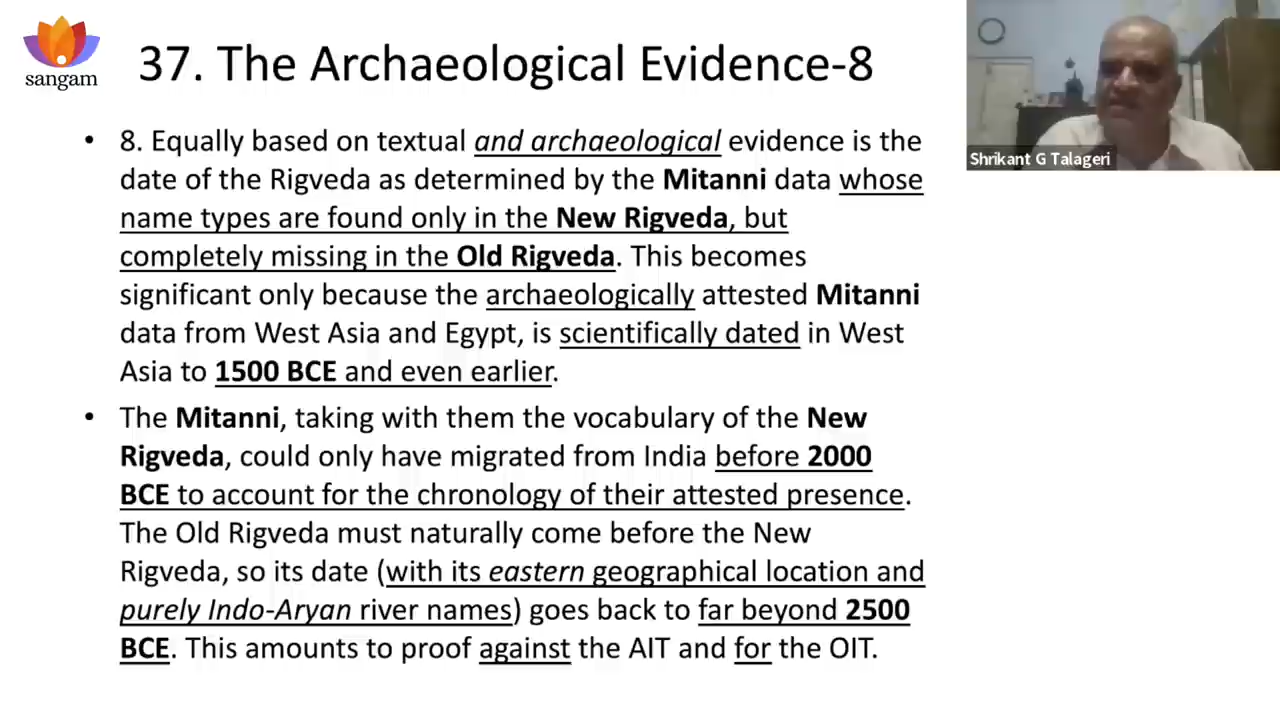 sangam
37. The Archaeological Evidence-8
Shrikant G Talageri
• 8. Equally based on textual and archaeological evidence is the
date of the Rigveda as determined by the Mitanni data whose
name types are found only in the New Rigveda, but
completely missing in the Old Rigveda. This becomes
significant only because the archaeologically attested Mitanni
data from West Asia and Egypt, is scientifically dated in West
Asia to 1500 BCE and even earlier.
• The Mitanni, taking with them the vocabulary of the New
Rigveda, could only have migrated from India before 2000
BCE to account for the chronology of their attested presence.
The Old Rigveda must naturally come before the New
Rigveda, so its date (with its eastern geographical location and
purely Indo-Aryan river names) goes back to far beyond 2500
BCE. This amounts to proof against the AIT and for the OIT.